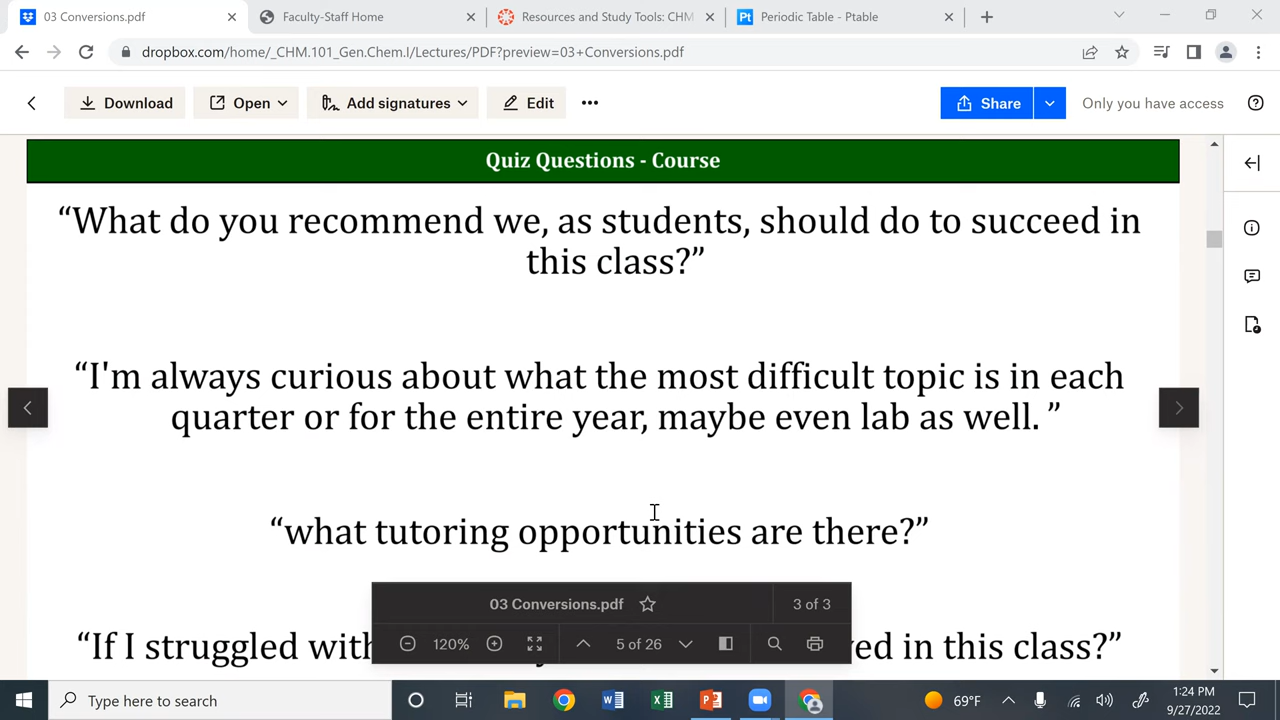 03 Conversions.pdf
Faculty-Staff Home
Resources and Study Tools: CHM
Pt Periodic Table - Ptable
dropbox.com/home/_CHM.101_Gen.Chem.I/Lectures/PDF?preview=03+Conversions.pdf
Download
Open
Add signatures
Edit
Share
Only you have access
Quiz Questions - Course
“What do you recommend we, as students, should do to succeed in
this class?”
“I'm always curious about what the most difficult topic is in each
quarter or for the entire year, maybe even lab as well. ”
“what tutoring opportunities are there?”
03 Conversions.pdf
3 of 3
“If I struggled with
ved in this class?”
120%
5 of 26
Type here to search
69°F
1:24 PM
9/27/2022